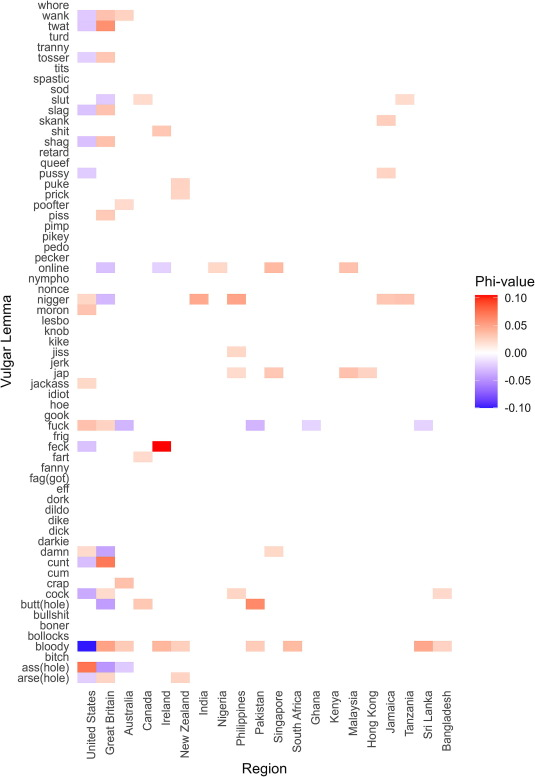 whore
wank
twat
turd
tranny
tosser
tits
spastic
sod
slut
slag
skank
shit
shag
retard
queef
pussy
puke
prick
poofter
piss
pimp
pikey
pedo
pecker
online
nympho
nonce
nigger
moron
lesbo
knob
kike
jiss
jerk
jap
jackass
idiot
hoe
gook
fuck
frig
feck
fart
fanny
fag(got)
eff
dork
dildo
dike
dick
darkie
damn
cunt
cum
crap
cock
butt(hole)
bullshit
boner
bollocks
bloody
bitch
ass(hole)
arse(hole)
Vulgar Lemma
United States
Great Britain
Australia
Canada
Ireland
New Zealand
India
Nigeria
Philippines
Pakistan
Singapore
South Africa
Ghana
Kenya
Malaysia
Hong Kong
Jamaica
Tanzania
Sri Lanka
Bangladesh
Region
Phi-value
0.10
0.05
0.00
-0.05
-0.10